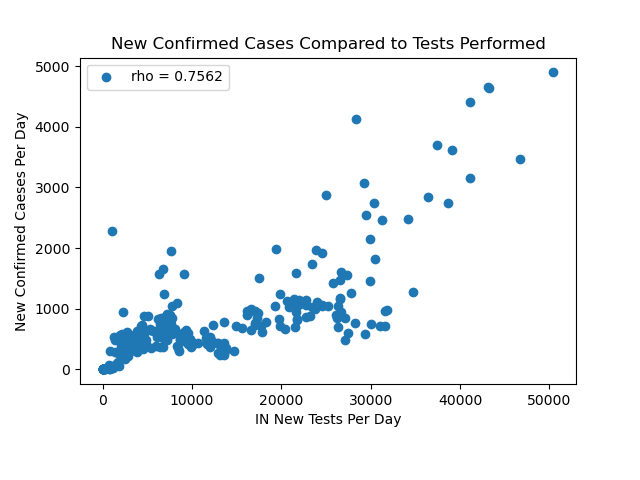 New Confirmed Cases Compared to Tests Performed
rho = 0.7562
New Confirmed Caeses Per Day
5000
4000
3000
2000
1000
0
0 10000 20000 30000 40000 50000
IN New Tests Per Day